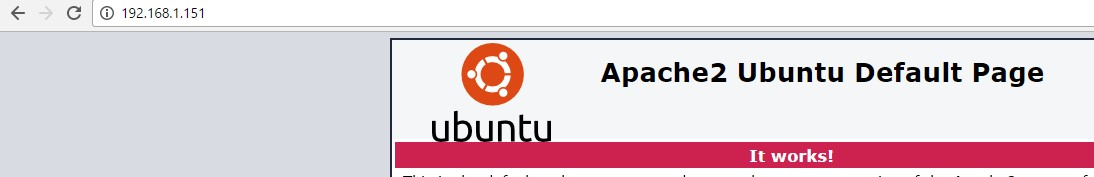 192.168.1.151
Apache2 Ubuntu Default Page
ubuntu
It works!